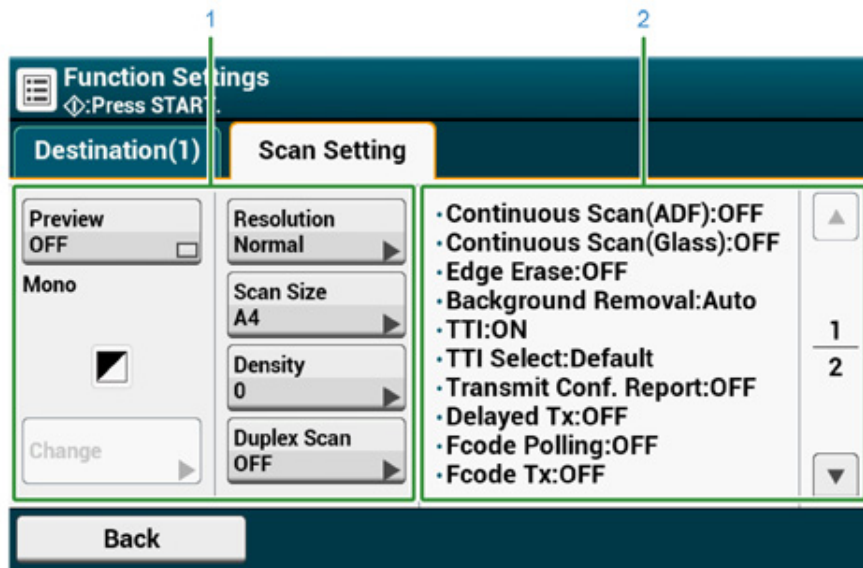 1
2
Function Settings
:Press START.
Destination(1)
Scan Setting
Preview
OFF
Mono
Change
Resolution
Normal
Scan Size
A4
Density
0
Duplex Scan
OFF
·Continuous Scan(ADF):OFF
·Continuous Scan(Glass):OFF
·Edge Erase:OFF
·Background Removal:Auto
·TTI:ON
·TTI Select:Default
·Transmit Conf. Report:OFF
·Delayed Tx:OFF
·Fcode Polling:OFF
·Fcode Tx:OFF
1
2
Back